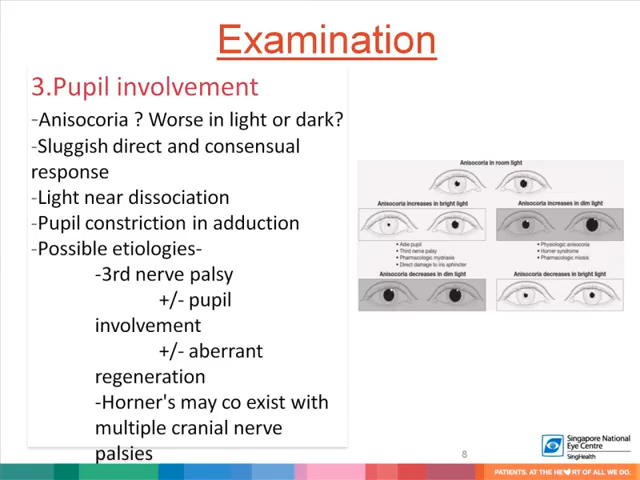 Examination
3.Pupil involvement
-Anisocoria ? Worse in light or dark?
-Sluggish direct and consensual
response
-Light near dissociation
-Pupil constriction in adduction
-Possible etiologies-
-3rd nerve palsy
+/- pupil
involvement
+/- aberrant
regeneration
-Horner's may co exist with
multiple cranial nerve
palsies
Anisocoria in room light
Anisocoria increases in bright light
• Adie pupil
• Third nerve palsy
• Pharmacologic mydriasis
• Direct damage to iris sphincter
Anisocoria increases in dim light
• Physiologic anisocoria
• Horner syndrome
• Pharmacologic miosis
Anisocoria decreases in dim light
Anisocoria decreases in bright light
8
Singapore National
Eye Centre
SingHealth
PATIENTS. AT THE HE RT OF ALL WE DO.